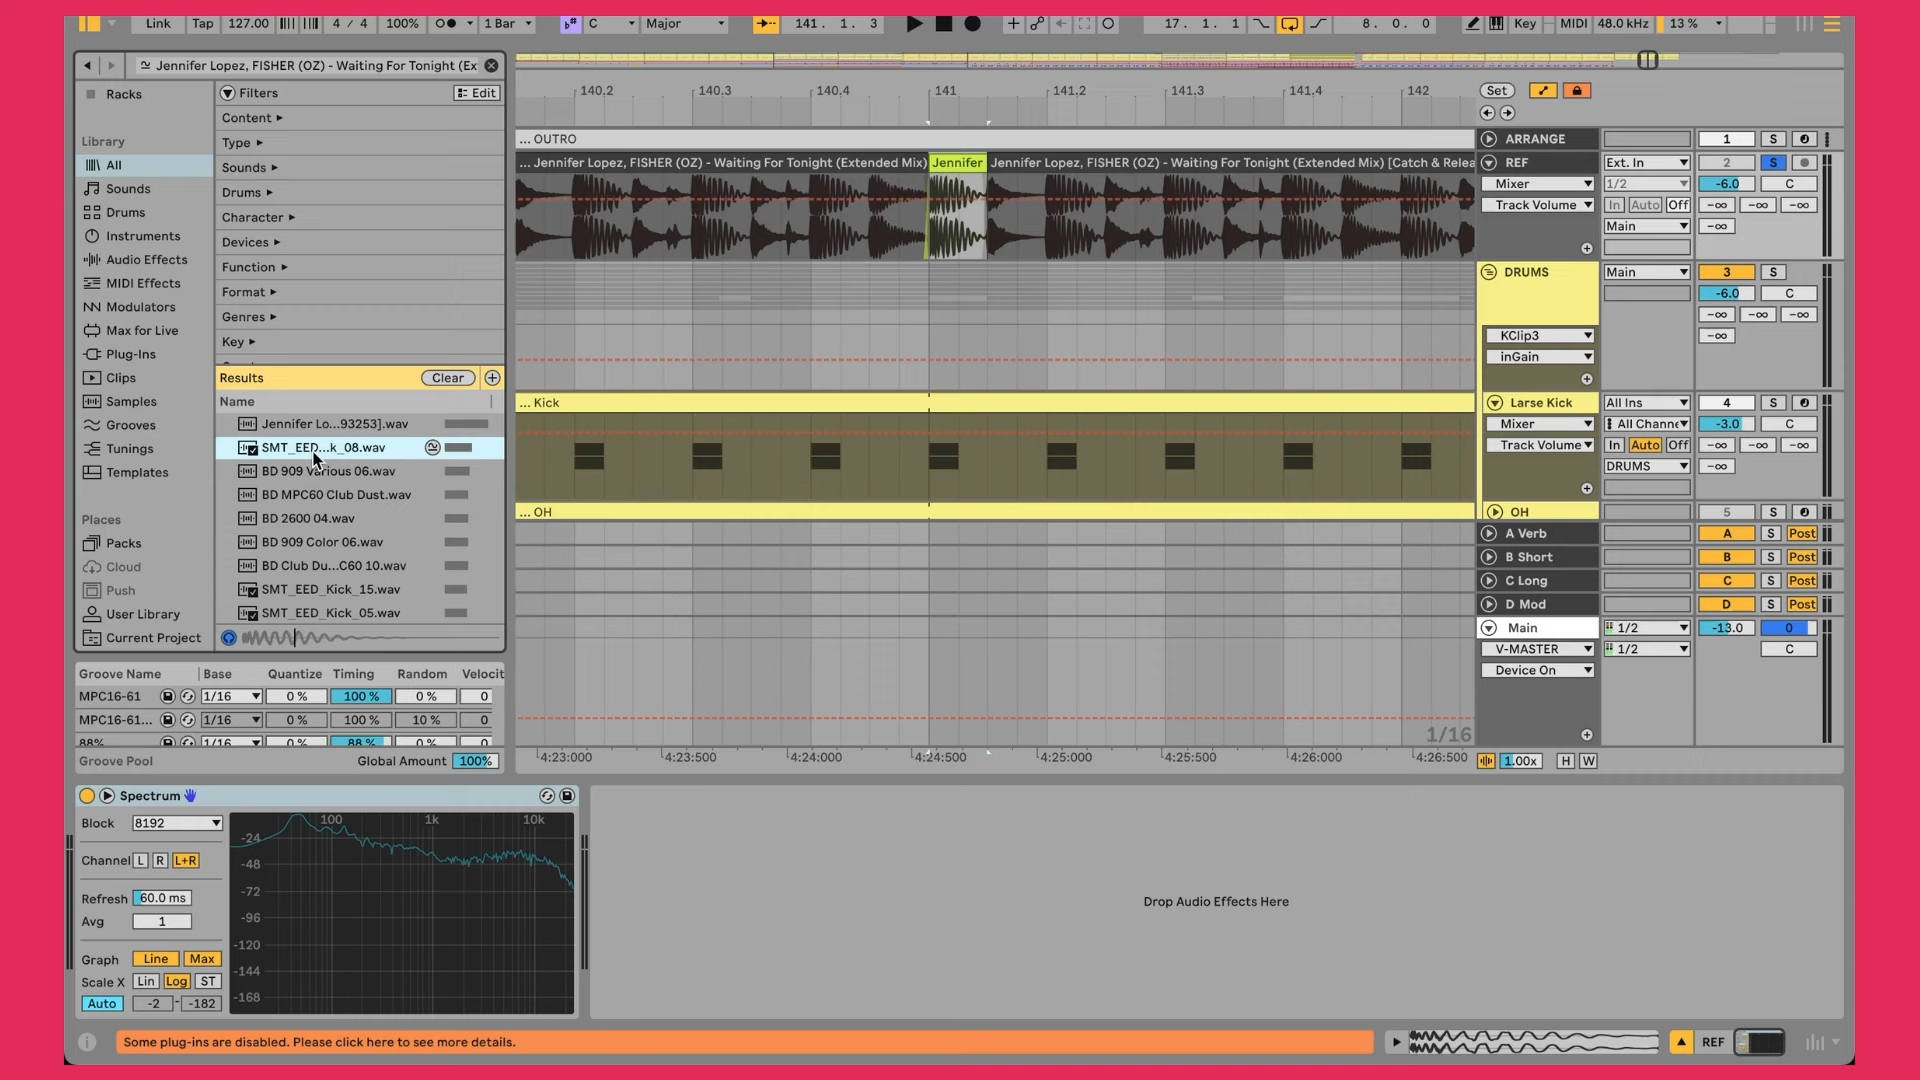 Link Tap 127.00 4 / 4 100% 1 Bar C Major 141. 1. 3 17. 1. 1 8. 0. 0 Key MIDI 48.0 kHz 13 %
Jennifer Lopez, FISHER (OZ) - Waiting For Tonight (Ex
Racks
Library
All
Sounds
Drums
Instruments
Audio Effects
MIDI Effects
Modulators
Max for Live
Plug-Ins
Clips
Samples
Grooves
Tunings
Templates
Places
Packs
Cloud
Push
User Library
Current Project
Filters Edit
Content
Type
Sounds
Drums
Character
Devices
Function
Format
Genres
Key
Results Clear
Name
Jennifer Lo...93253].wav
SMT_EED...k_08.wav
BD 909 Various 06.wav
BD MPC60 Club Dust.wav
BD 2600 04.wav
BD 909 Color 06.wav
BD Club Du...C60 10.wav
SMT_EED_Kick_15.wav
SMT_EED_Kick_05.wav
Groove Name Base Quantize Timing Random Velocit
MPC16-61 1/16 0 % 100 % 0 % 0
MPC16-61... 1/16 0 % 100 % 10 % 0
88% 1/16 0 % 88 % 0 % 0
Groove Pool Global Amount 100%
140.2 140.3 140.4 141 141.2 141.3 141.4 142
... OUTRO
... Jennifer Lopez, FISHER (OZ) - Waiting For Tonight (Extended Mix) Jennifer Jennifer Lopez, FISHER (OZ) - Waiting For Tonight (Extended Mix) [Catch & Relea
... Kick
... OH
1/16
4:23:000 4:23:500 4:24:000 4:24:500 4:25:000 4:25:500 4:26:000 4:26:500
Set
ARRANGE 1 S
REF Ext. In 2 S
Mixer 1/2 -6.0 C
Track Volume In Auto Off -∞ -∞ -∞
Main -∞
DRUMS Main 3 S
-6.0 C
-∞ -∞ -∞
KClip3 -∞
inGain
Larse Kick All Ins 4 S
Mixer All Channe -3.0 C
Track Volume In Auto Off -∞
DRUMS -∞
OH 5 S
A Verb A S Post
B Short B S Post
C Long C S Post
D Mod D S Post
Main 1/2 -13.0 0
V-MASTER 1/2 C
Device On
1.00x H W
Spectrum
Block 8192
Channel L R L+R
Refresh 60.0 ms
Avg 1
Graph Line Max
Scale X Lin Log ST
Auto -2 - -182
100 1k 10k
-24
-48
-72
-96
-120
-144
-168
Drop Audio Effects Here
Some plug-ins are disabled. Please click here to see more details.
REF